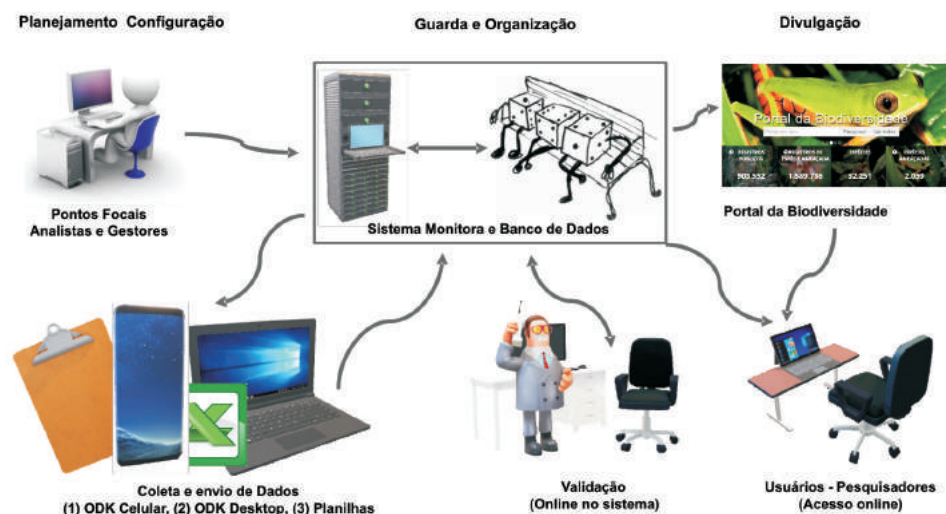 Planejamento Configuração
Guarda e Organização
Divulgação
Portal da Biodiversidade
Pontos Focais
Analistas e Gestores
Sistema Monitora e Banco de Dados
Portal da Biodiversidade
Coleta e envio de Dados
(1) ODK Celular, (2) ODK Desktop, (3) Planilhas
Validação
(Online no sistema)
Usuários - Pesquisadores
(Acesso online)